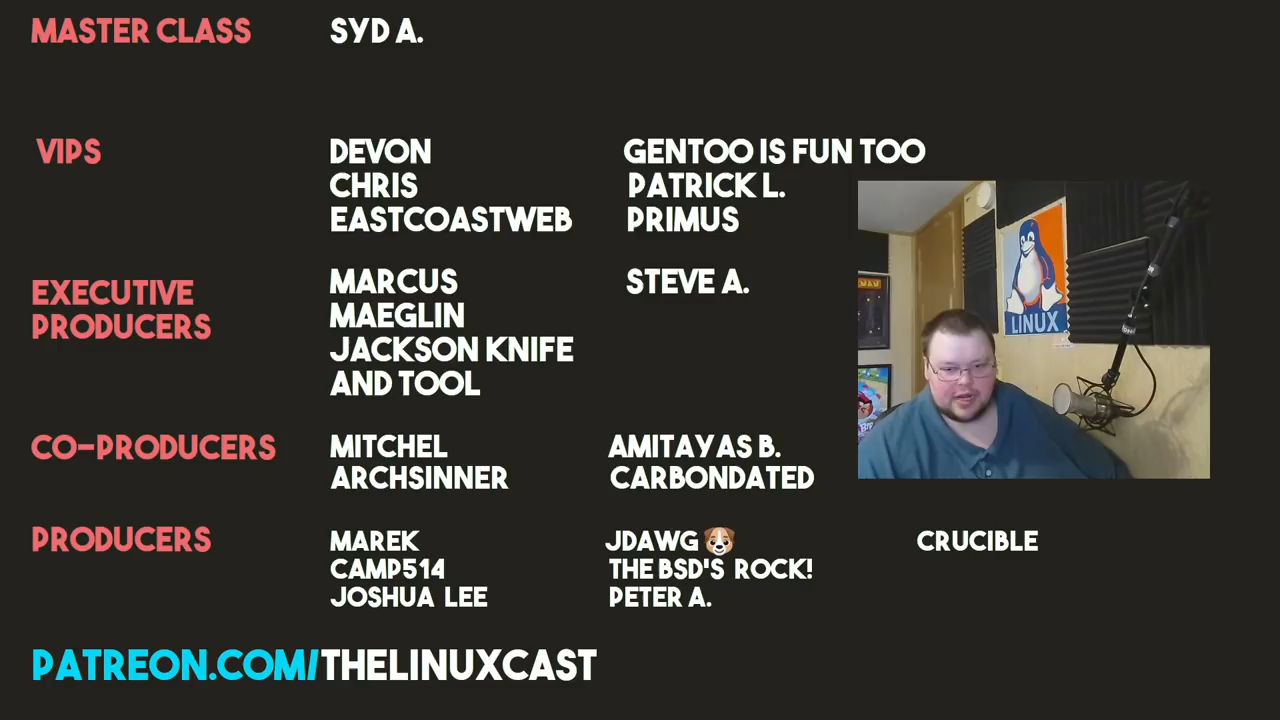 MASTER CLASS SYD A.
VIPS DEVON GENTOO IS FUN TOO
CHRIS PATRICK L.
EASTCOASTWEB PRIMUS
EXECUTIVE PRODUCERS
MARCUS STEVE A.
MAEGLIN
JACKSON KNIFE
AND TOOL
CO-PRODUCERS MITCHEL AMITAYAS B.
ARCHSINNER CARBONDATED
PRODUCERS MAREK JDAWG🐶 CRUCIBLE
CAMP514 THE BSD'S ROCK!
JOSHUA LEE PETER A.
PATREON.COM/THELINUXCAST
LINUX